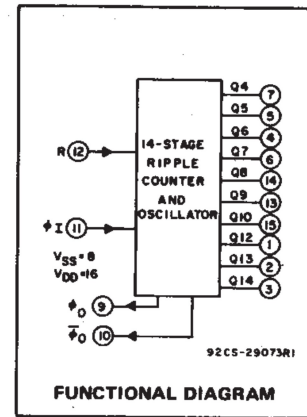 Q4 7
Q5 5
Q6 4
Q7 6
Q8 14
Q9 13
Q10 15
Q12 1
Q13 2
Q14 3
14-STAGE
RIPPLE
COUNTER
AND
OSCILLATOR
R 12
ϕI 11
VSS=8
VDD=16
ϕO 9
ϕ̅O 10
92CS-29073RI
FUNCTIONAL DIAGRAM